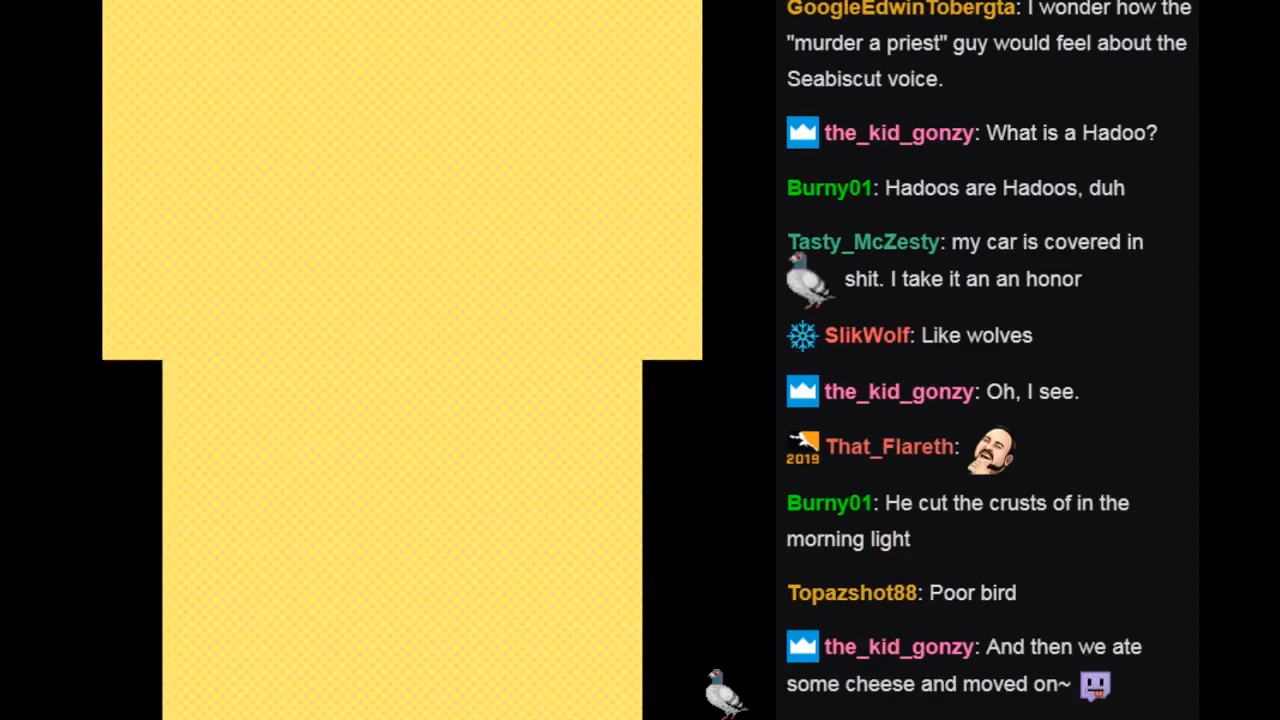 GoogleEdwinTobergta: I wonder how the
"murder a priest" guy would feel about the
Seabiscut voice.
the_kid_gonzy: What is a Hadoo?
Burny01: Hadoos are Hadoos, duh
Tasty_McZesty: my car is covered in
shit. I take it an an honor
SlikWolf: Like wolves
the_kid_gonzy: Oh, I see.
2019 That_Flareth:
Burny01: He cut the crusts of in the
morning light
Topazshot88: Poor bird
the_kid_gonzy: And then we ate
some cheese and moved on~